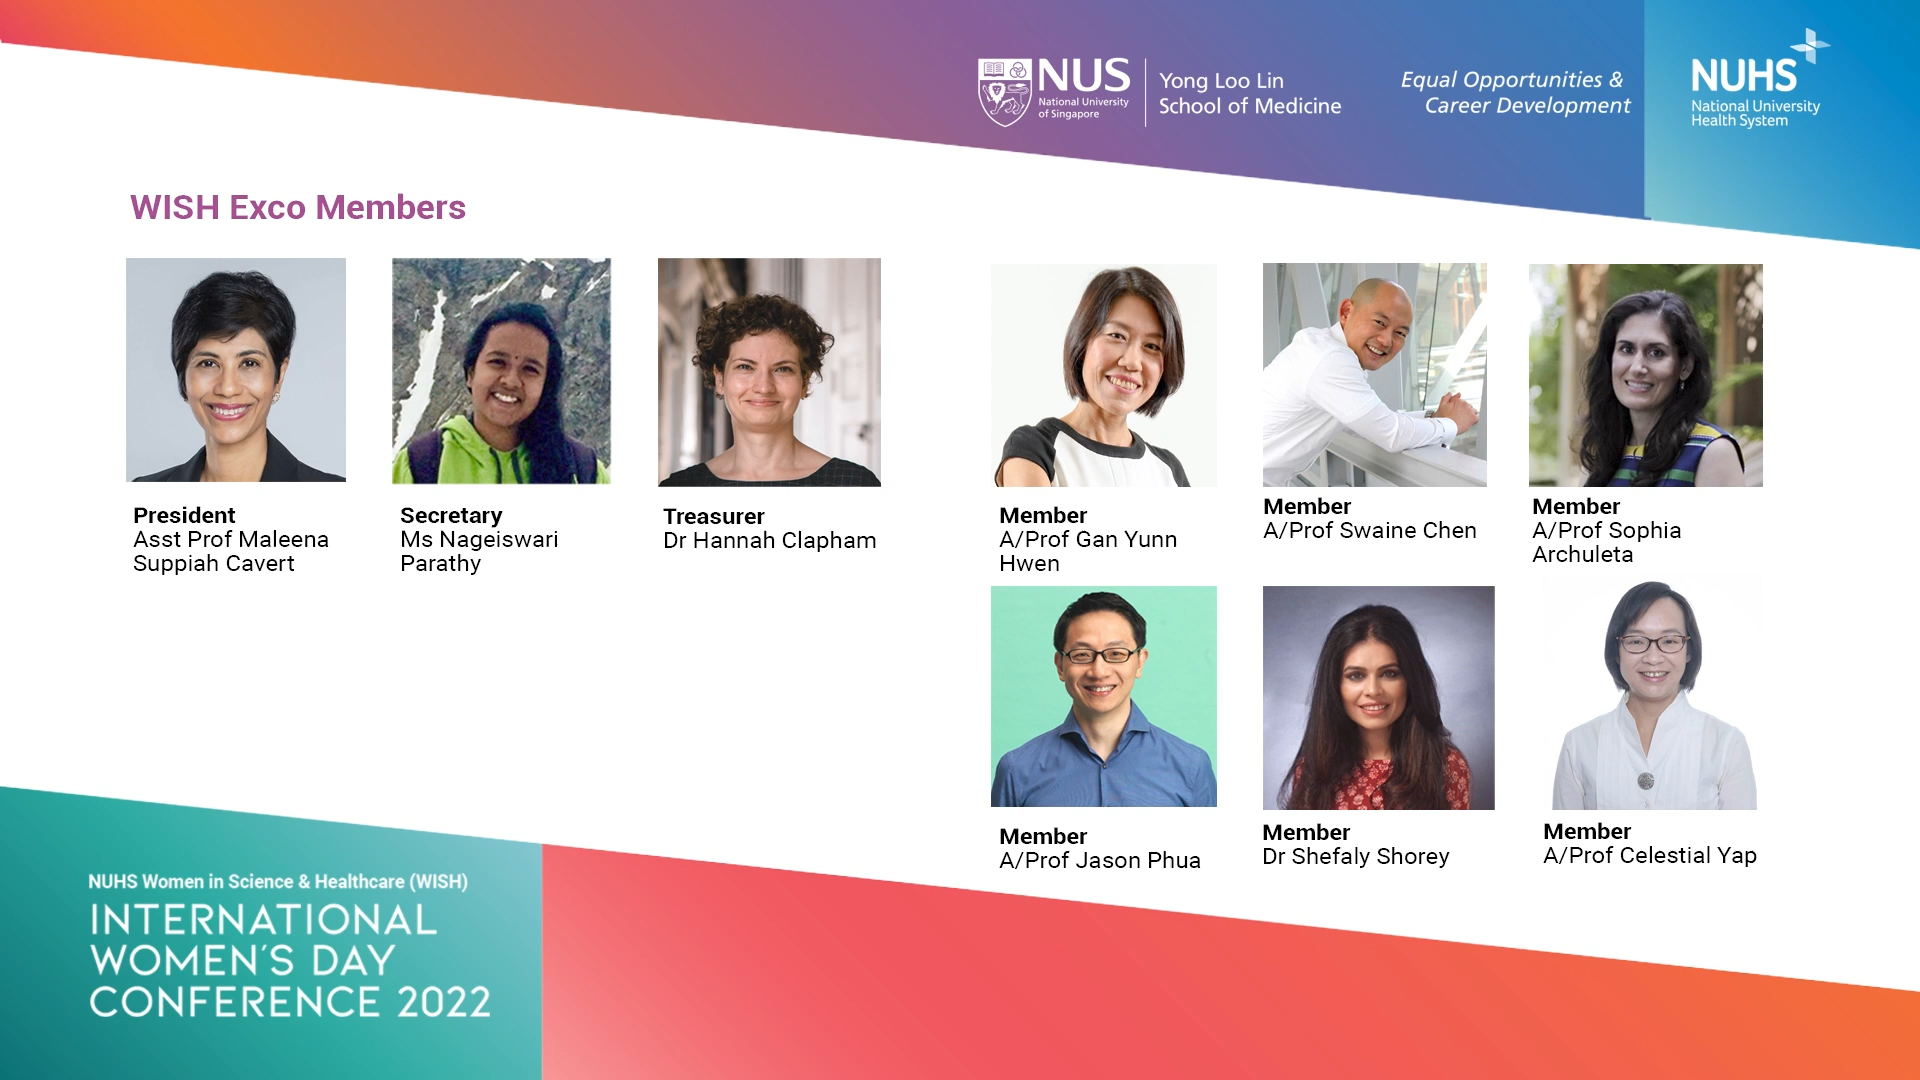 NUS
National University
of Singapore
Yong Loo Lin
School of Medicine
Equal Opportunities &
Career Development
NUHS
National University
Health System
WISH Exco Members
President
Asst Prof Maleena
Suppiah Cavert
Secretary
Ms Nageiswari
Parathy
Treasurer
Dr Hannah Clapham
Member
A/Prof Gan Yunn
Hwen
Member
A/Prof Swaine Chen
Member
A/Prof Sophia
Archuleta
Member
A/Prof Jason Phua
Member
Dr Shefaly Shorey
Member
A/Prof Celestial Yap
NUHS Women in Science & Healthcare (WISH)
INTERNATIONAL
WOMEN'S DAY
CONFERENCE 2022